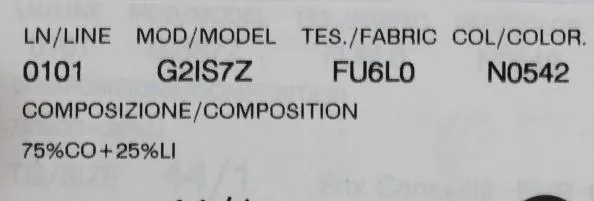 LN/LINE MOD/MODEL TES./FABRIC COL/COLOR.
0101 G2IS7Z FU6L0 N0542
COMPOSIZIONE/COMPOSITION
75%CO+25%LI